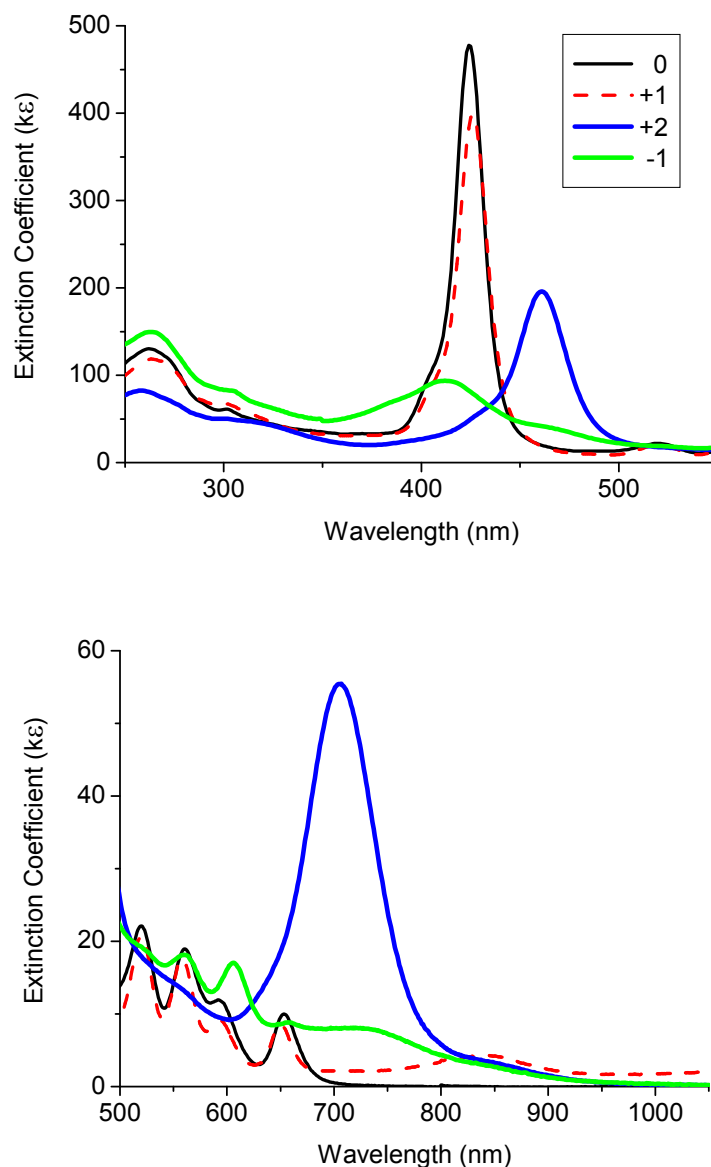 500
400
300
200
100
0
Extinction Coefficient (kε)
0
+1
+2
-1
300 400 500
Wavelength (nm)
60
40
20
0
Extinction Coefficient (kε)
500 600 700 800 900 1000
Wavelength (nm)